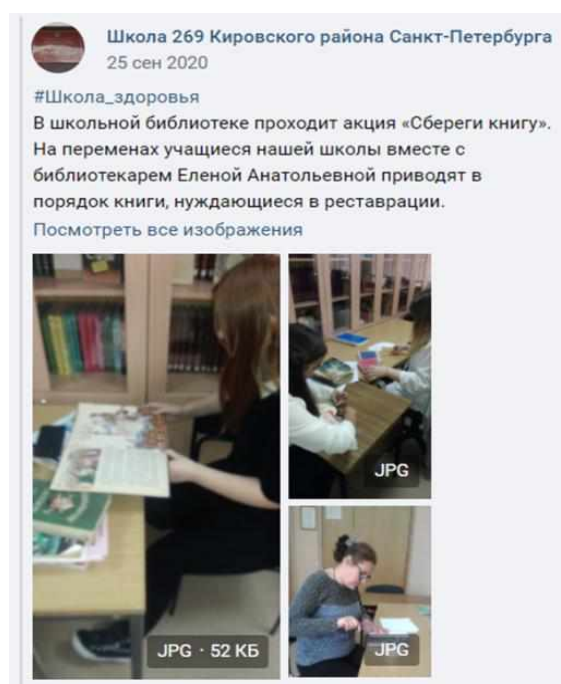 Школа 269 Кировского района Санкт-Петербурга
25 сен 2020
#Школа_здоровья
В школьной библиотеке проходит акция «Сбереги книгу».
На переменах учащиеся нашей школы вместе с
библиотекарем Еленой Анатольевной приводят в
порядок книги, нуждающиеся в реставрации.
Посмотреть все изображения
JPG
JPG · 52 КБ
JPG